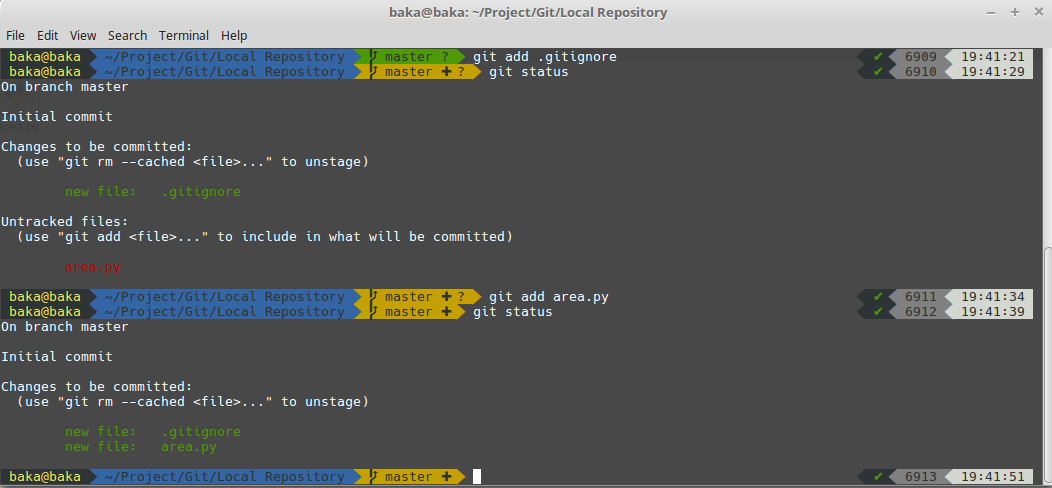 baka@baka: ~/Project/Git/Local Repository
File Edit View Search Terminal Help
baka@baka ~/Project/Git/Local Repository master ? git add .gitignore ✔ 6909 19:41:21
baka@baka ~/Project/Git/Local Repository master ✚ ? git status ✔ 6910 19:41:29
On branch master
Initial commit
Changes to be committed:
(use "git rm --cached <file>..." to unstage)
new file: .gitignore
Untracked files:
(use "git add <file>..." to include in what will be committed)
area.py
baka@baka ~/Project/Git/Local Repository master ✚ ? git add area.py ✔ 6911 19:41:34
baka@baka ~/Project/Git/Local Repository master ✚ git status ✔ 6912 19:41:39
On branch master
Initial commit
Changes to be committed:
(use "git rm --cached <file>..." to unstage)
new file: .gitignore
new file: area.py
baka@baka ~/Project/Git/Local Repository master ✚ ✔ 6913 19:41:51